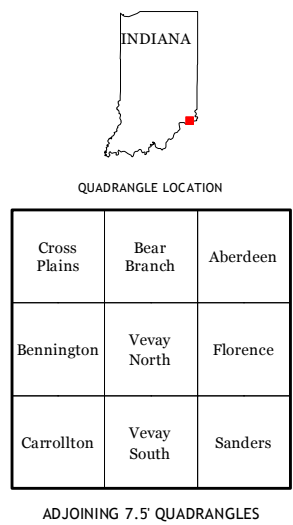 INDIANA
QUADRANGLE LOCATION
Cross
Plains
Bear
Branch
Aberdeen
Bennington
Vevay
North
Florence
Carrollton
Vevay
South
Sanders
ADJOINING 7.5' QUADRANGLES